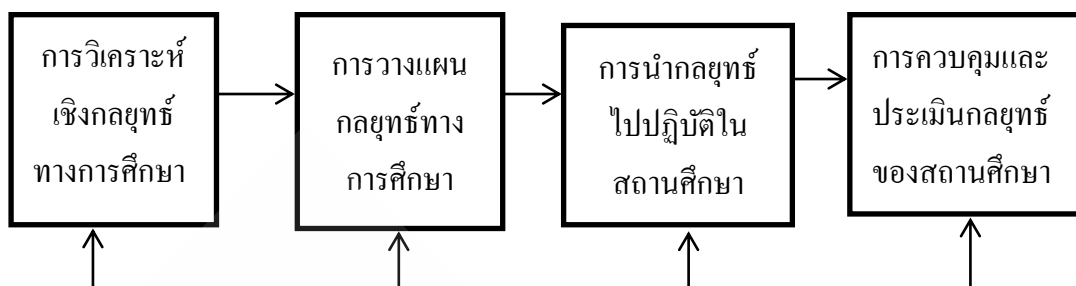 การวิเคราะห์
เชิงกลยุทธ์
ทางการศึกษา
การวางแผน
กลยุทธ์ทาง
การศึกษา
การนำกลยุทธ์
ไปปฏิบัติใน
สถานศึกษา
การควบคุมและ
ประเมินกลยุทธ์
ของสถานศึกษา